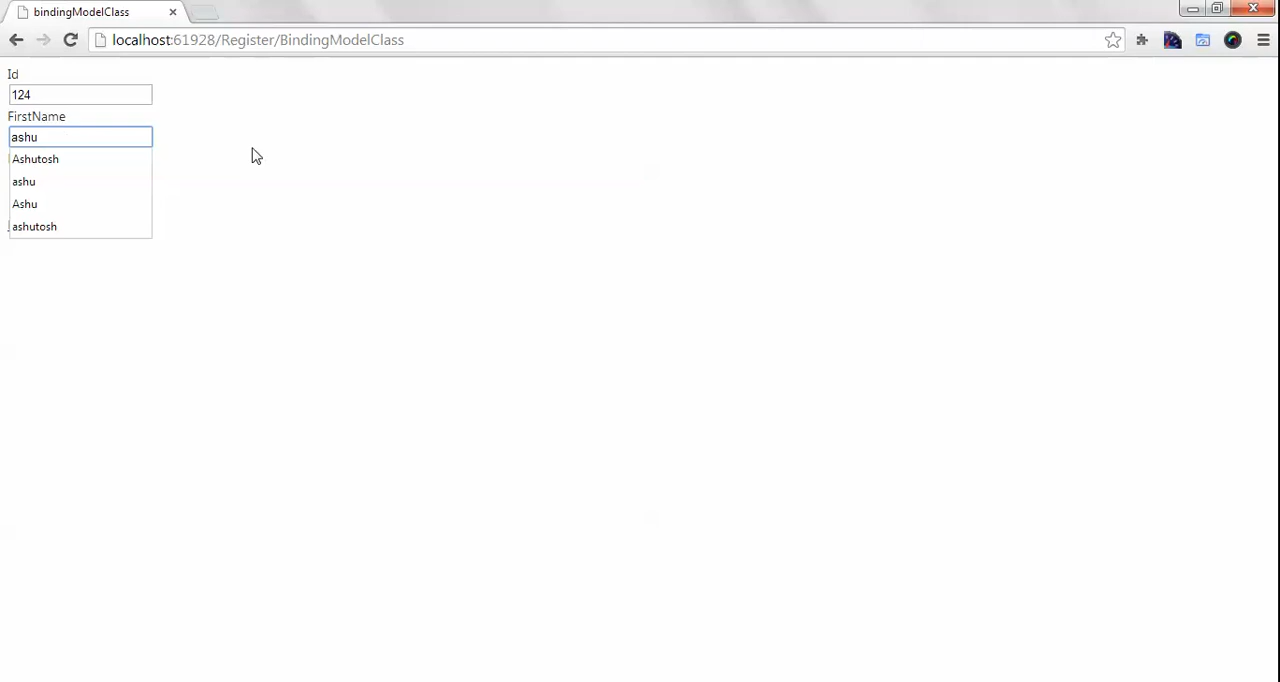 bindingModelClass
localhost:61928/Register/BindingModelClass
Id
124
FirstName
ashu
Ashutosh
ashu
Ashu
ashutosh